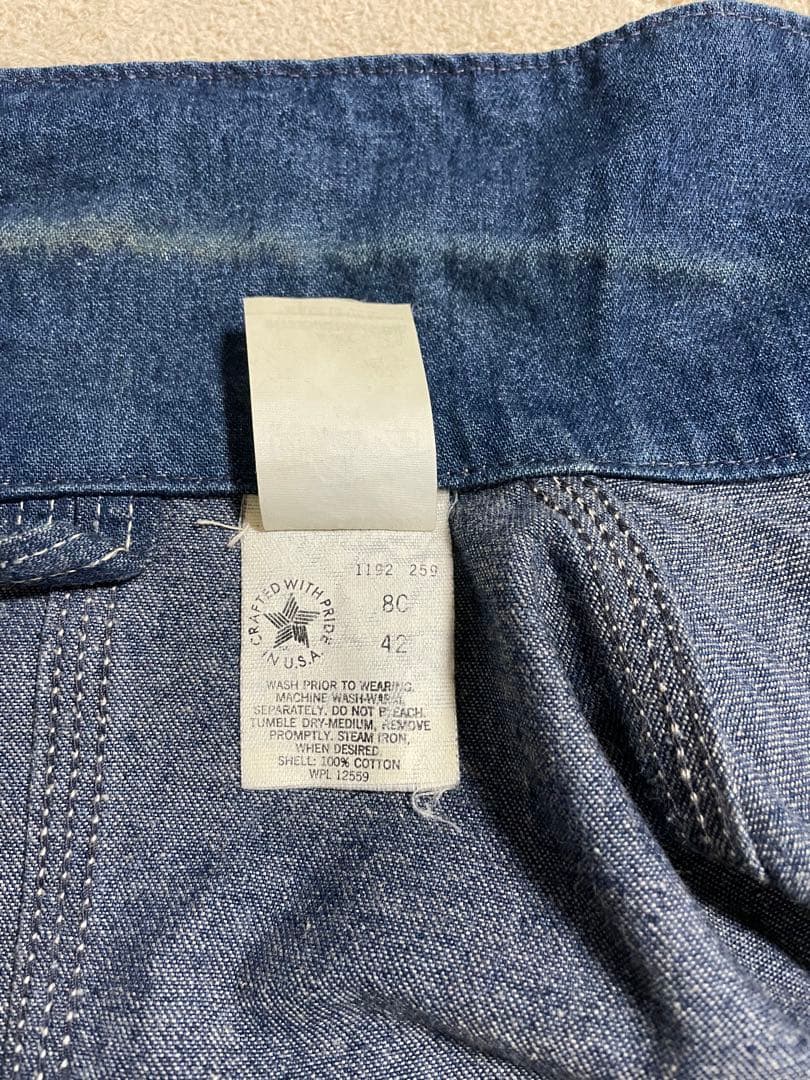 1192 259
8C
42
CRAFTED WITH PRIDE
IN U.S.A.
WASH PRIOR TO WEARING.
MACHINE WASH-WARM
SEPARATELY. DO NOT BLEACH.
TUMBLE DRY-MEDIUM, REMOVE
PROMPTLY. STEAM IRON,
WHEN DESIRED
SHELL: 100% COTTON
WPL 12559